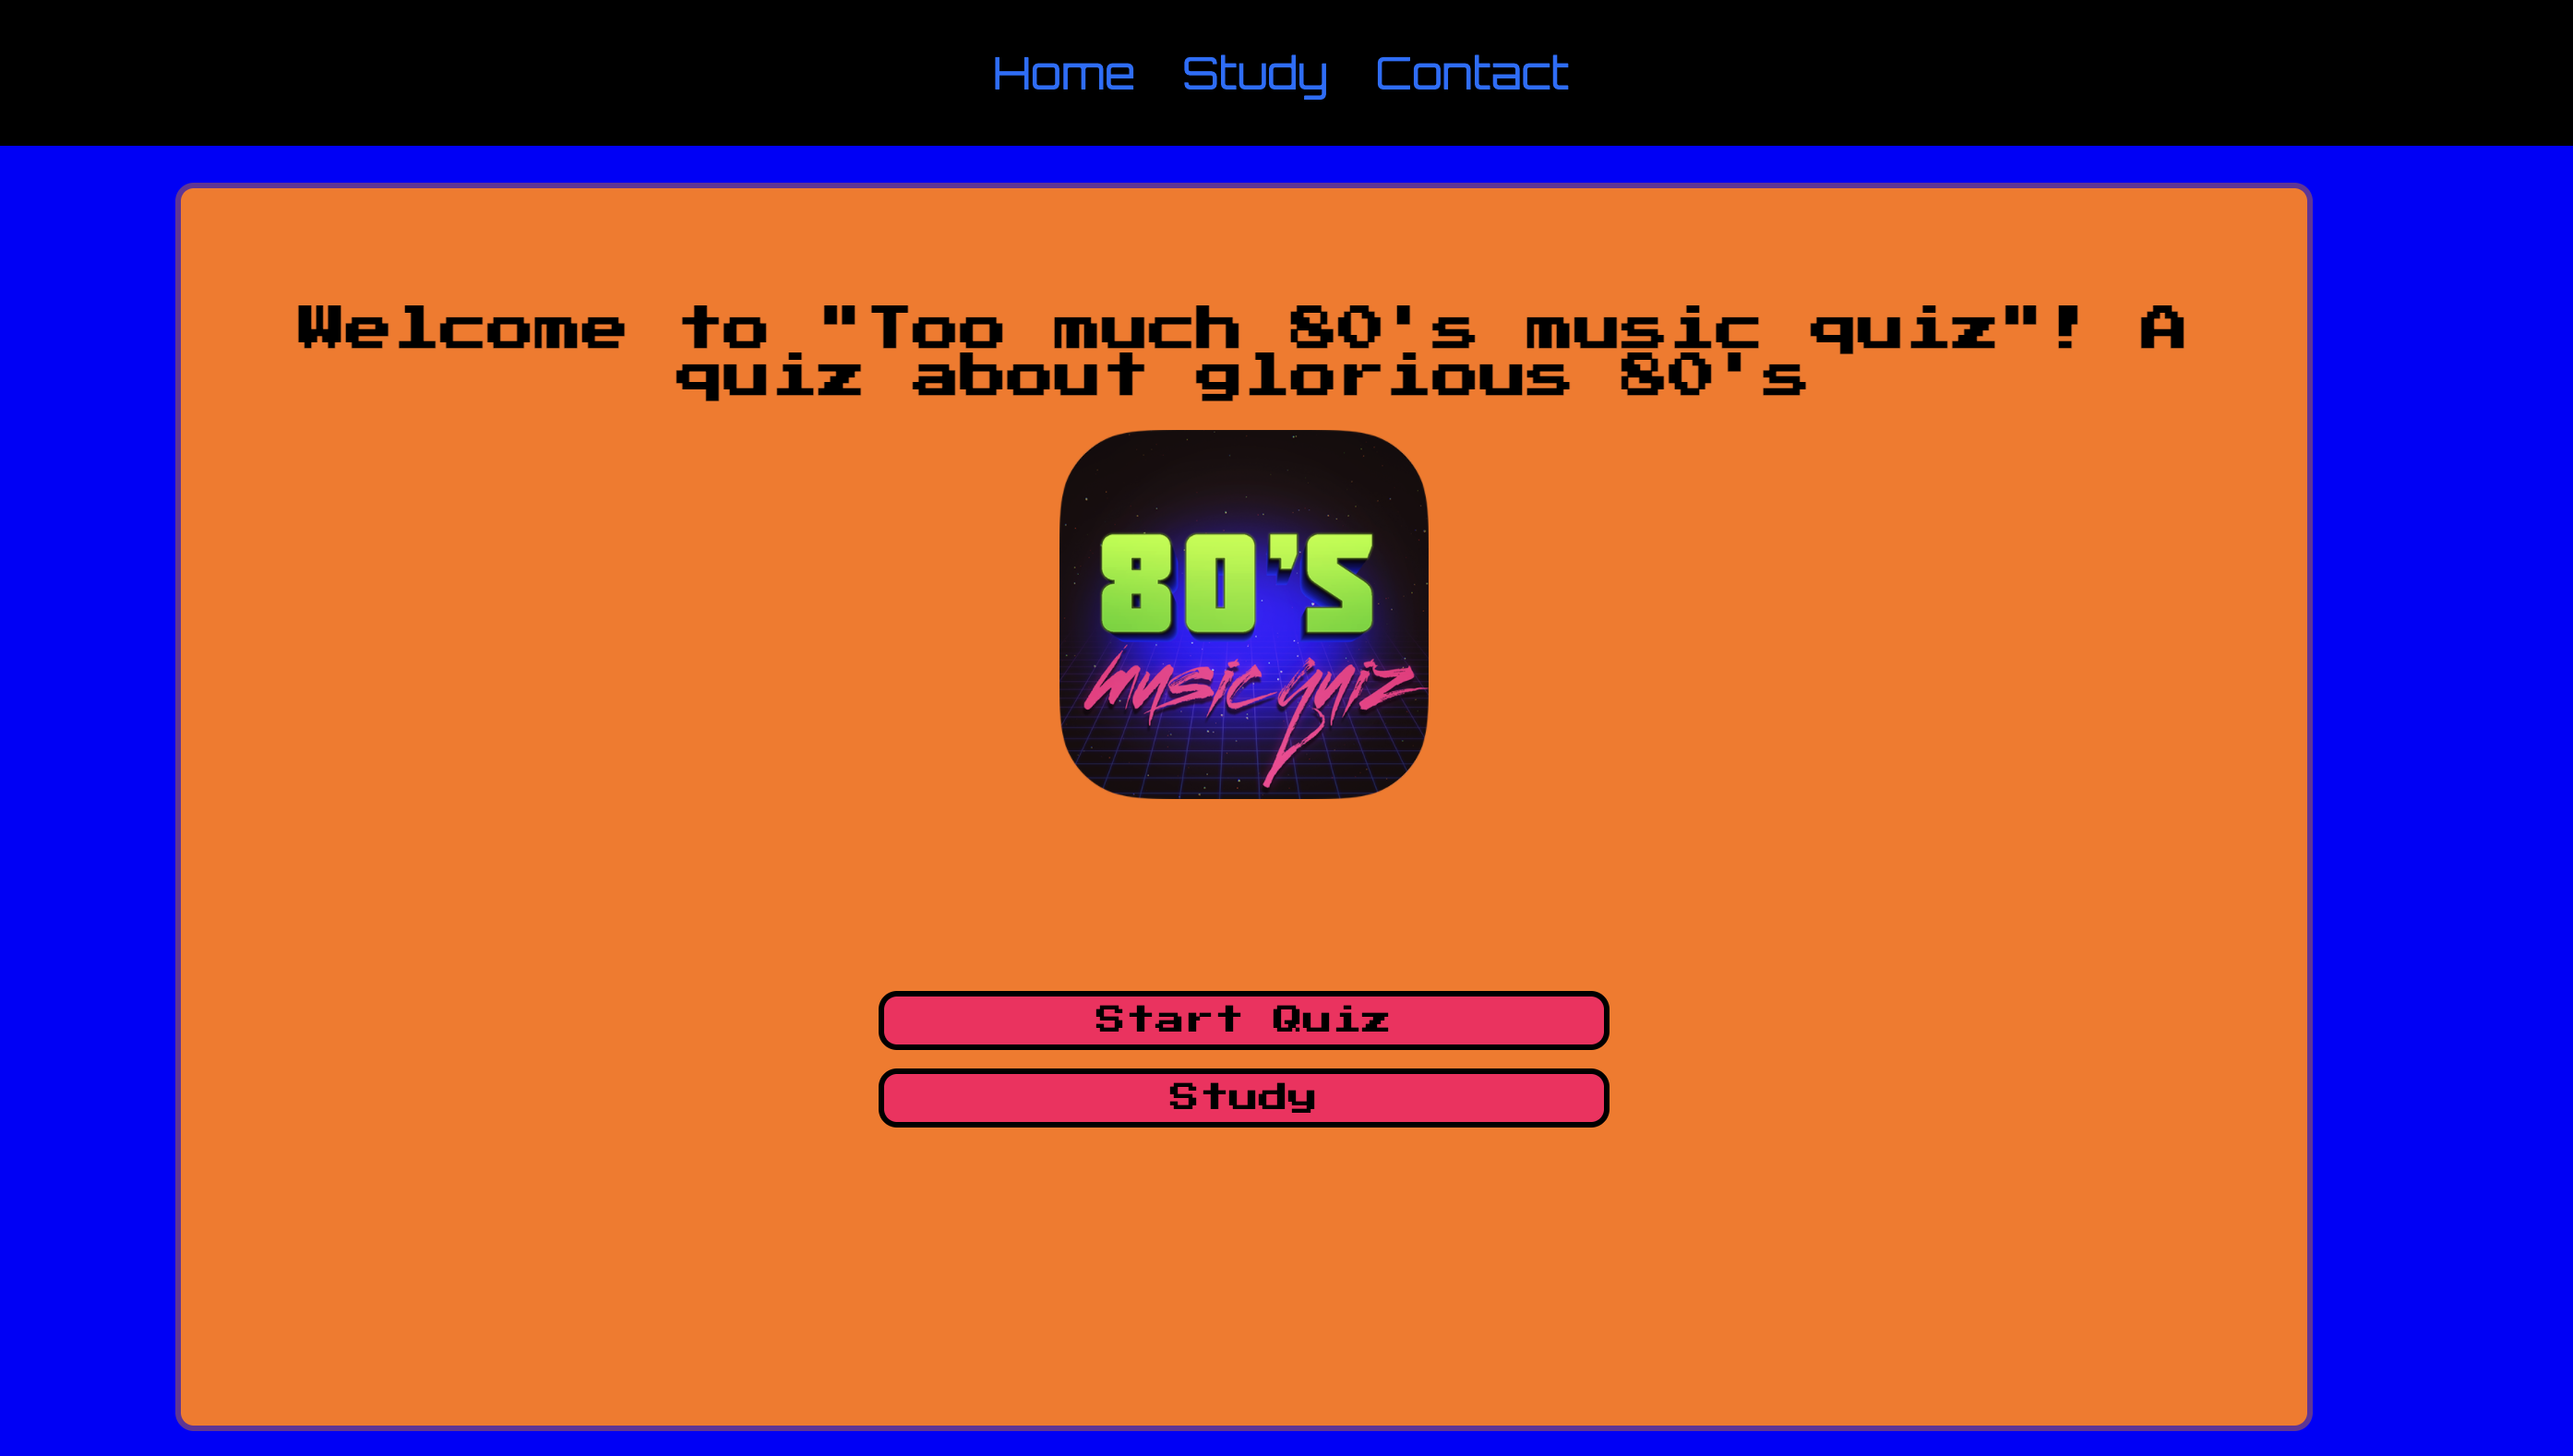 Home Study Contact
Welcome to "Too much 80's music quiz"! A
quiz about glorious 80's
80'S
music quiz
Start Quiz
Study